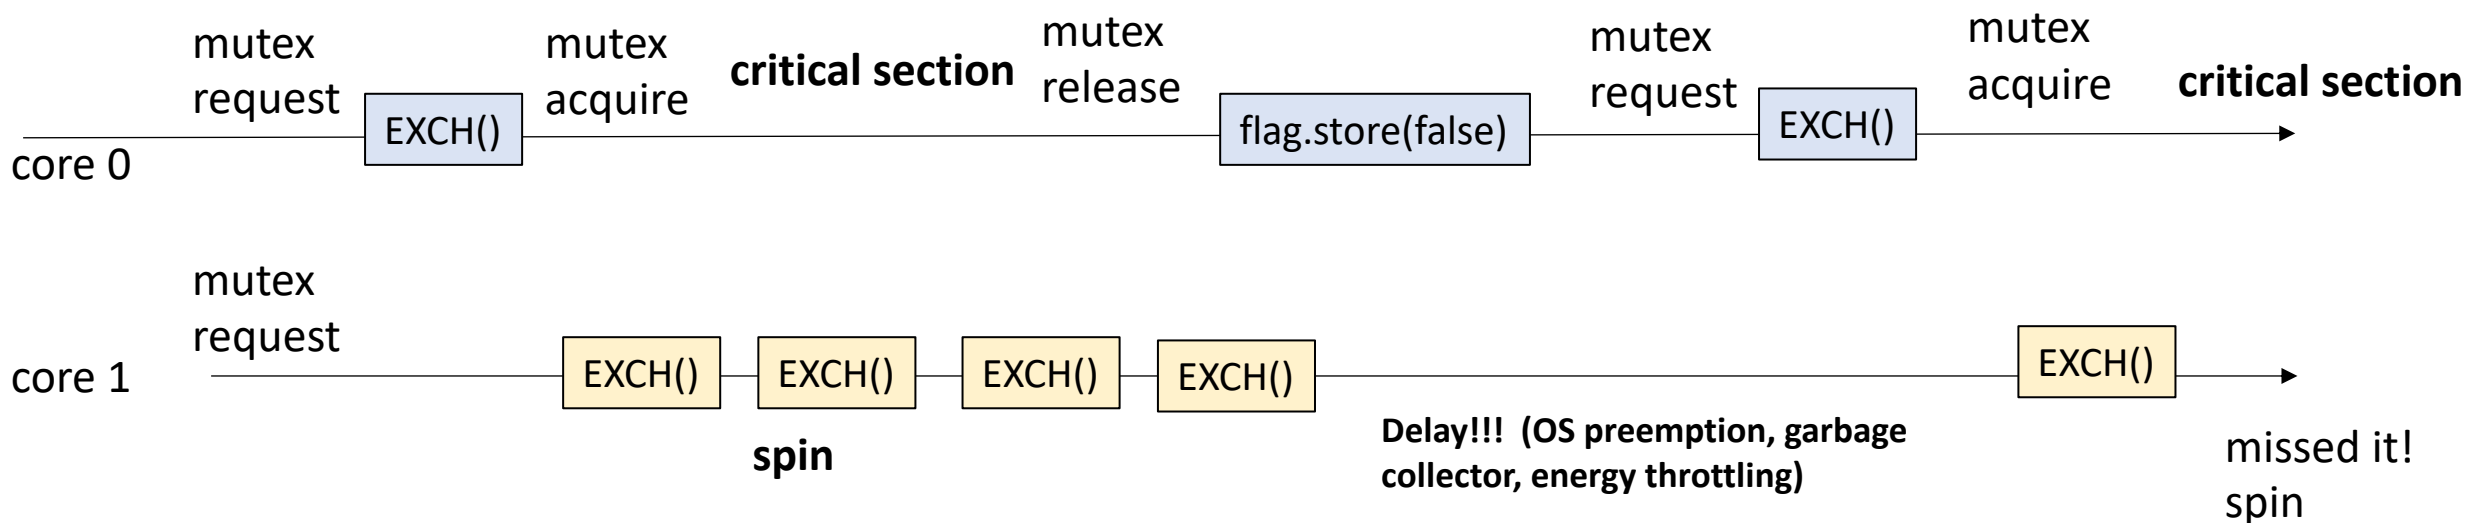 mutex
request
EXCH()
mutex
acquire
critical section
mutex
release
flag.store(false)
mutex
request
EXCH()
mutex
acquire
critical section
core 0
mutex
request
core 1
EXCH()
EXCH()
EXCH()
EXCH()
EXCH()
spin
Delay!!! (OS preemption, garbage
collector, energy throttling)
missed it!
spin